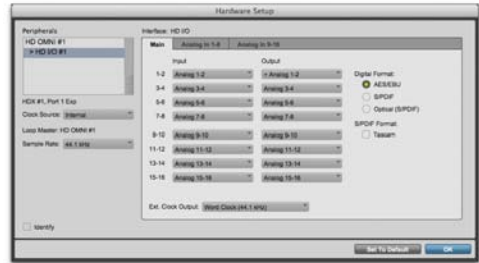 Hardware Setup
Peripherals
HD OMNI #1
> HD I/O #1
HDX #1, Port 1 Exp
Clock Source: Internal
Loop Master: HD OMNI #1
Sample Rate: 44.1 kHz
Identify
Interface: HD I/O
Main Analog In 1-8 Analog In 9-16
Input Output
1-2 Analog 1-2 + Analog 1-2
3-4 Analog 3-4 Analog 3-4
5-6 Analog 5-6 Analog 5-6
7-8 Analog 7-8 Analog 7-8
9-10 Analog 9-10 Analog 9-10
11-12 Analog 11-12 Analog 11-12
13-14 Analog 13-14 Analog 13-14
15-16 Analog 15-16 Analog 15-16
Ext. Clock Output: Word Clock (44.1 kHz)
Digital Format:
AES/EBU
S/PDIF
Optical (S/PDIF)
S/PDIF Format:
Tascam
Set To Default OK